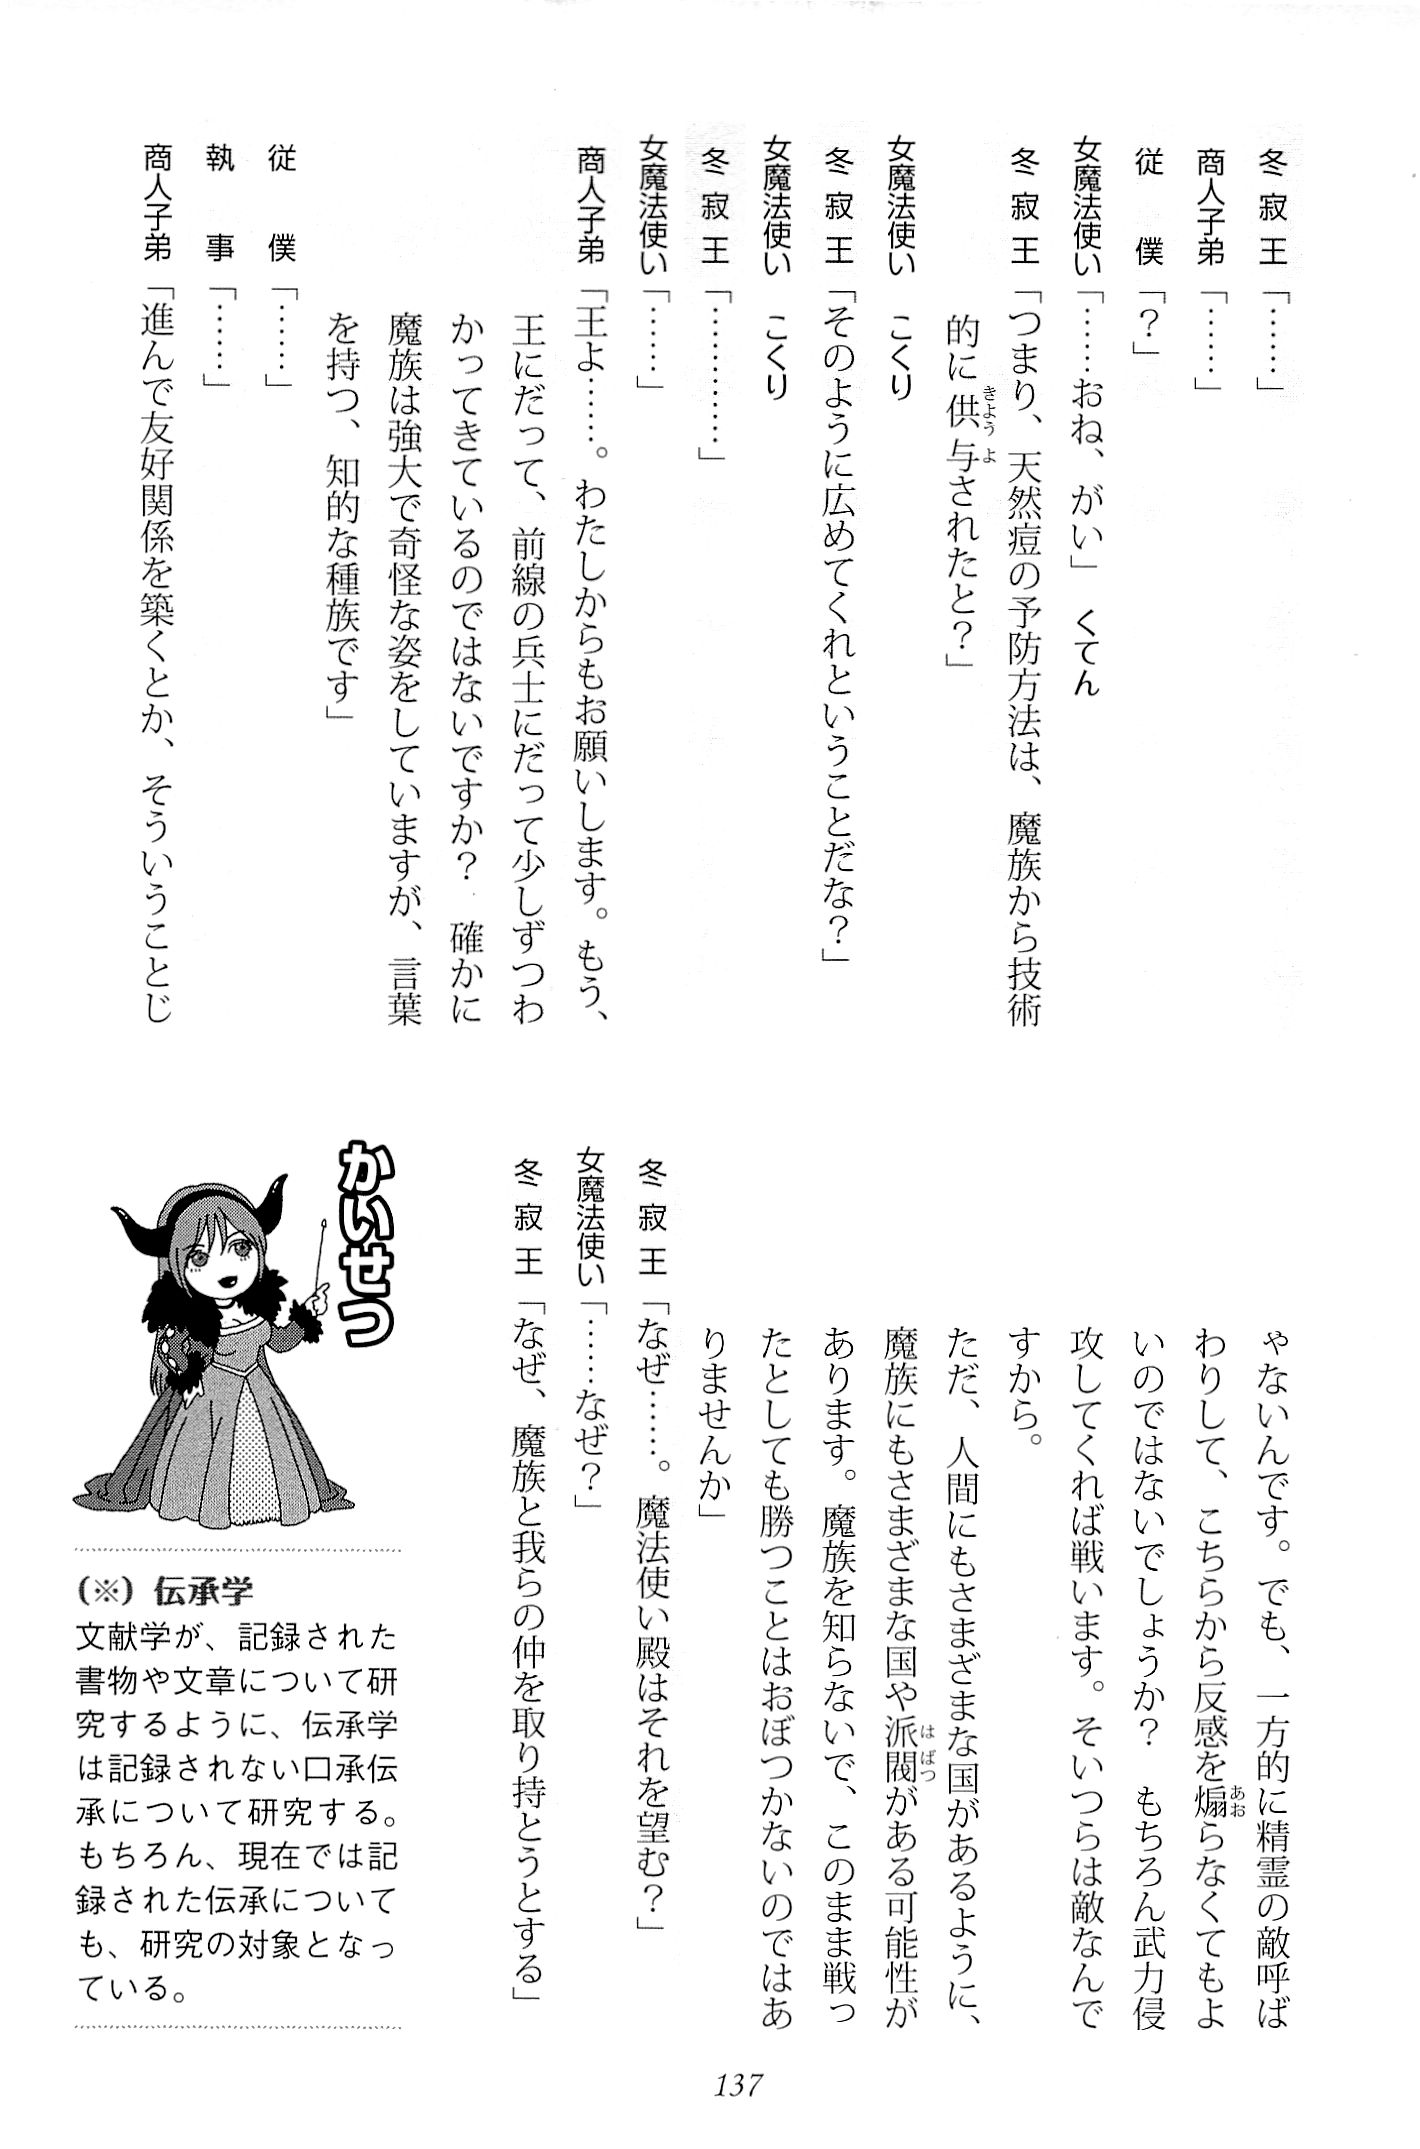 冬寂王「……」
商人子弟「……」
従僕「？」
女魔法使い「……おね、がい」　くてん
冬寂王「つまり、天然痘の予防方法は、魔族から技術
的に供与されたと？」
女魔法使い　こくり
冬寂王「そのように広めてくれということだな？」
女魔法使い　こくり
冬寂王「…………」
女魔法使い「……」
商人子弟「王よ……。わたしからもお願いします。もう、
王にだって、前線の兵士にだって少しずつわ
かってきているのではないですか？　確かに
魔族は強大で奇怪な姿をしていますが、言葉
を持つ、知的な種族です」
従僕「……」
執事「……」
商人子弟「進んで友好関係を築くとか、そういうことじ
ゃないんです。でも、一方的に精霊の敵呼ば
わりして、こちらから反感を煽らなくてもよ
いのではないでしょうか？　もちろん武力侵
攻してくれば戦います。そいつらは敵なんで
すから。
ただ、人間にもさまざまな国があるように、
魔族にもさまざまな国や派閥がある可能性が
あります。魔族を知らないで、このまま戦っ
たとしても勝つことはおぼつかないのではあ
りませんか」
冬寂王「なぜ……。魔法使い殿はそれを望む？」
女魔法使い「……なぜ？」
冬寂王「なぜ、魔族と我らの仲を取り持とうとする」
かいせつ
（※）伝承学
文献学が、記録された
書物や文章について研
究するように、伝承学
は記録されない口承伝
承について研究する。
もちろん、現在では記
録された伝承について
も、研究の対象となっ
ている。
137